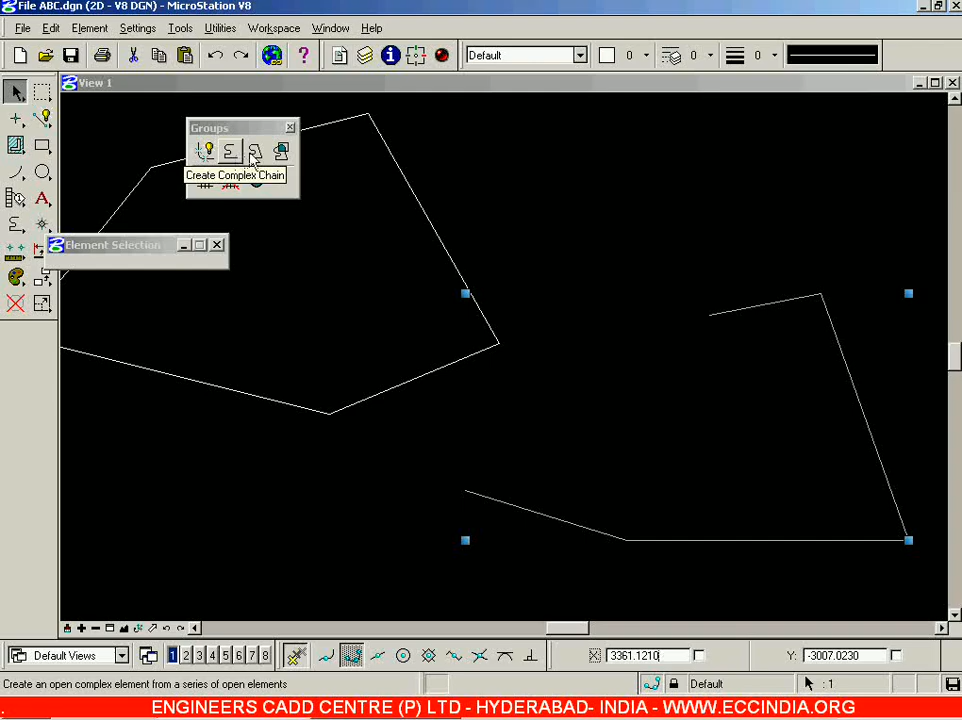 File ABC.dgn (2D - V8 DGN) - MicroStation V8
File Edit Element Settings Tools Utilities Workspace Window Help
Default 0 0 0
View 1
Groups
Create Complex Chain
Element Selection
Default Views 1 2 3 4 5 6 7 8 3361.1210 Y: -3007.0230
Create an open complex element from a series of open elements Default : 1
. ENGINEERS CADD CENTRE (P) LTD - HYDERABAD- INDIA - WWW.ECCINDIA.ORG